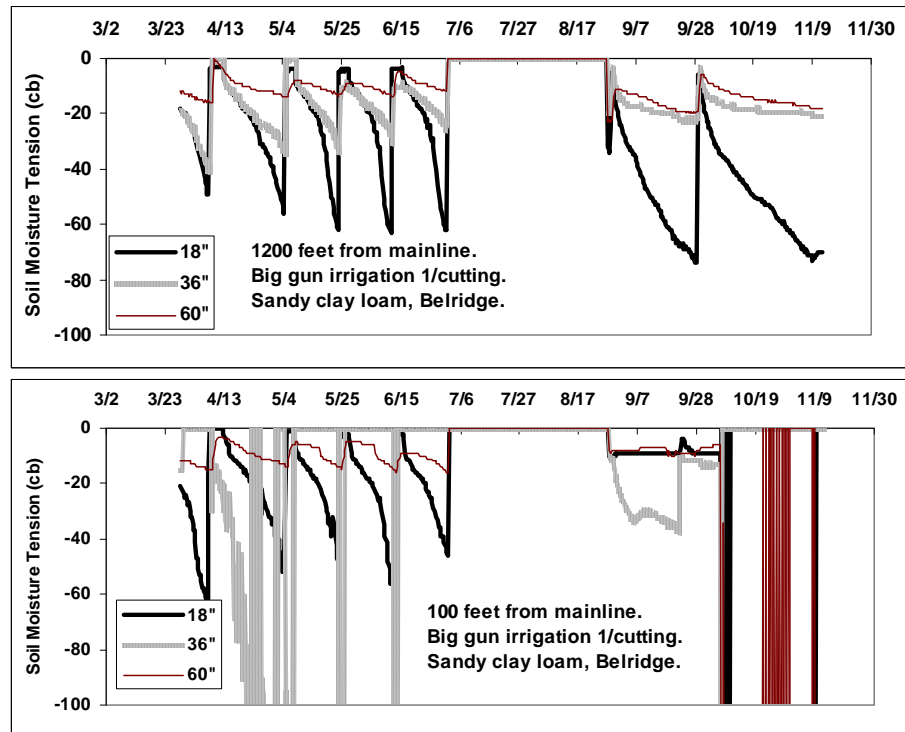 3/2 3/23 4/13 5/4 5/25 6/15 7/6 7/27 8/17 9/7 9/28 10/19 11/9 11/30
Soil Moisture Tension (cb)
0
-20
-40
-60
-80
-100
18"
36"
60"
1200 feet from mainline.
Big gun irrigation 1/cutting.
Sandy clay loam, Belridge.
3/2 3/23 4/13 5/4 5/25 6/15 7/6 7/27 8/17 9/7 9/28 10/19 11/9 11/30
Soil Moisture Tension (cb)
0
-20
-40
-60
-80
-100
18"
36"
60"
100 feet from mainline.
Big gun irrigation 1/cutting.
Sandy clay loam, Belridge.